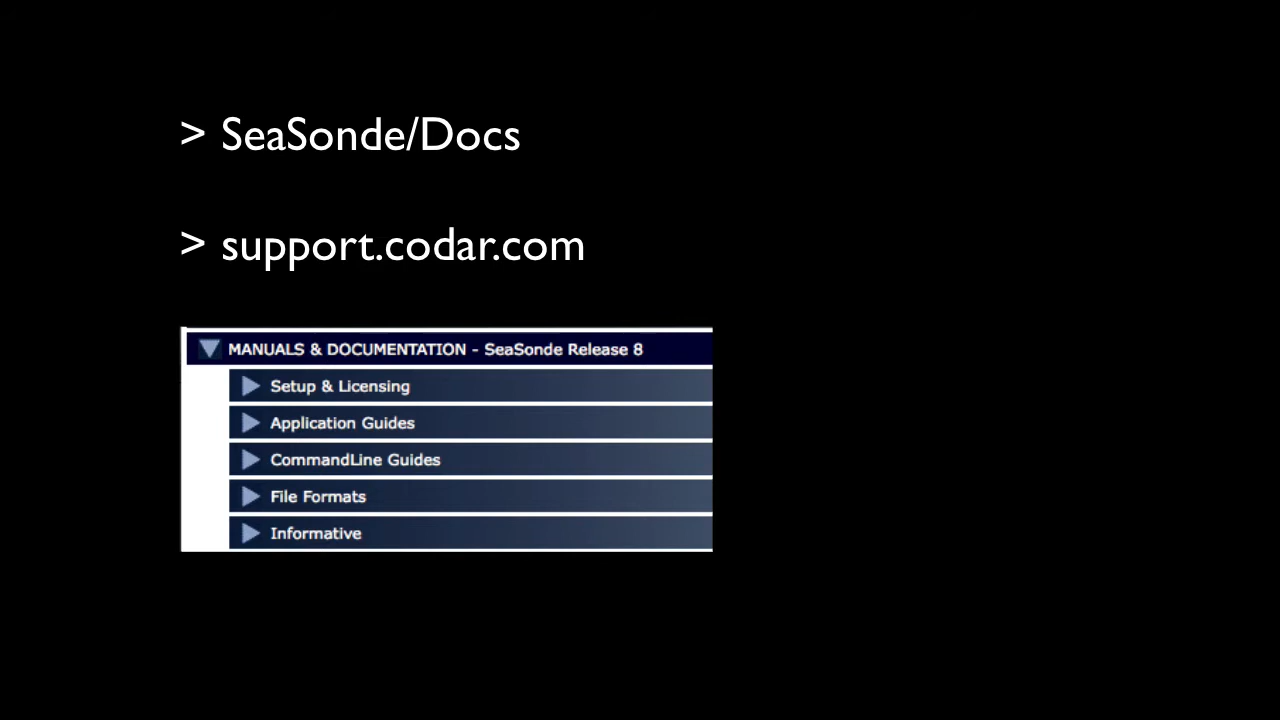 > SeaSonde/Docs
> support.codar.com
MANUALS & DOCUMENTATION - SeaSonde Release 8
Setup & Licensing
Application Guides
CommandLine Guides
File Formats
Informative